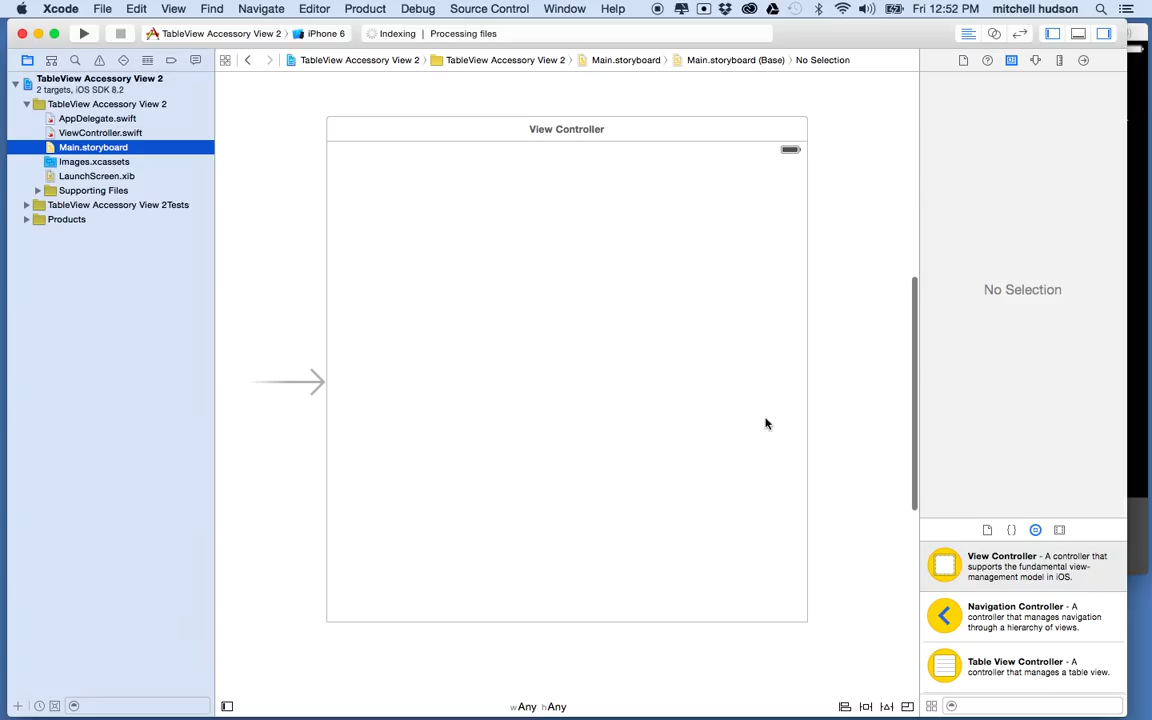 Xcode File Edit View Find Navigate Editor Product Debug Source Control Window Help Fri 12:52 PM mitchell hudson
TableView Accessory View 2 iPhone 6 Indexing | Processing files
TableView Accessory View 2 TableView Accessory View 2 Main.storyboard Main.storyboard (Base) No Selection
TableView Accessory View 2
2 targets, iOS SDK 8.2
TableView Accessory View 2
AppDelegate.swift
ViewController.swift
Main.storyboard
Images.xcassets
LaunchScreen.xib
Supporting Files
TableView Accessory View 2Tests
Products
View Controller
No Selection
View Controller - A controller that
supports the fundamental view-
management model in iOS.
Navigation Controller - A
controller that manages navigation
through a hierarchy of views.
Table View Controller - A
controller that manages a table view.
wAny hAny